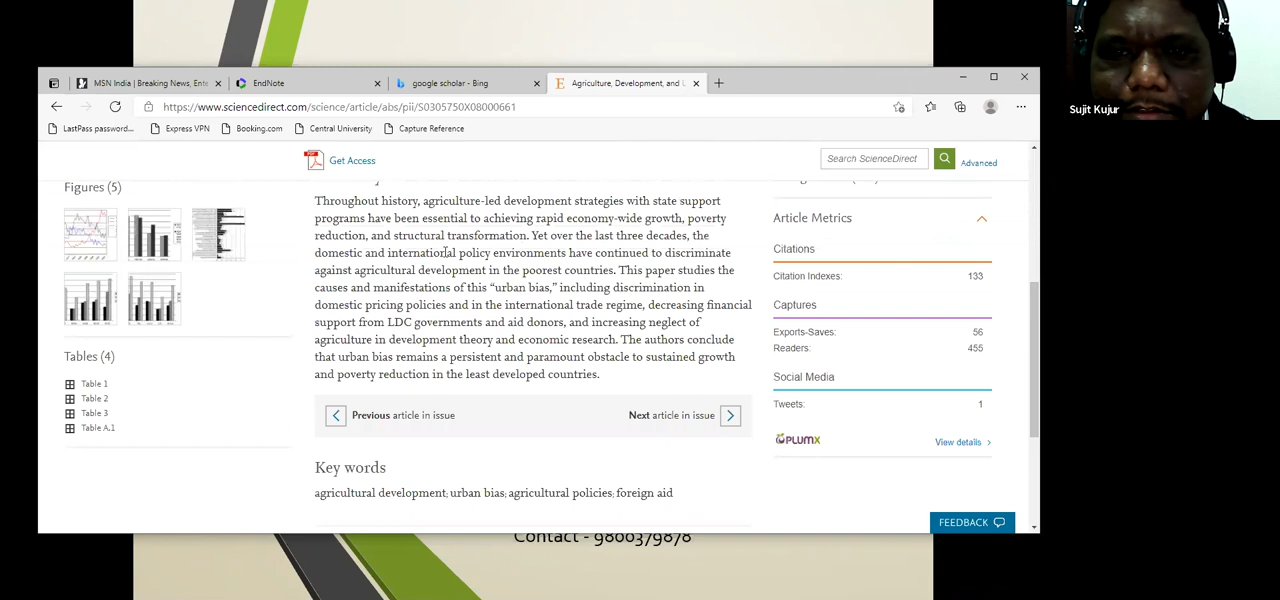 MSN India | Breaking News, Ente
EndNote
google scholar - Bing
Agriculture, Development, and U
https://www.sciencedirect.com/science/article/abs/pii/S0305750X08000661
LastPass password...
Express VPN
Booking.com
Central University
Capture Reference
Sujit Kujur
PDF
Get Access
Search ScienceDirect
Advanced
Figures (5)
Tables (4)
Table 1
Table 2
Table 3
Table A.1
Throughout history, agriculture-led development strategies with state support
programs have been essential to achieving rapid economy-wide growth, poverty
reduction, and structural transformation. Yet over the last three decades, the
domestic and international policy environments have continued to discriminate
against agricultural development in the poorest countries. This paper studies the
causes and manifestations of this “urban bias,” including discrimination in
domestic pricing policies and in the international trade regime, decreasing financial
support from LDC governments and aid donors, and increasing neglect of
agriculture in development theory and economic research. The authors conclude
that urban bias remains a persistent and paramount obstacle to sustained growth
and poverty reduction in the least developed countries.
Previous article in issue
Next article in issue
Key words
agricultural development; urban bias; agricultural policies; foreign aid
Article Metrics
Citations
Citation Indexes: 133
Captures
Exports-Saves: 56
Readers: 455
Social Media
Tweets: 1
PLUMX
View details
FEEDBACK
Contact - 9800379878